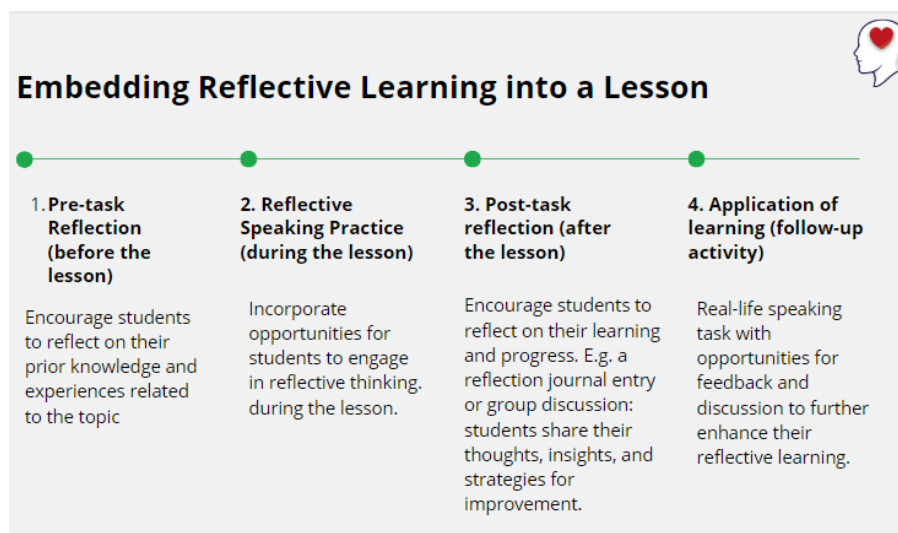 Embedding Reflective Learning into a Lesson
1. Pre-task
Reflection
(before the
lesson)
Encourage students
to reflect on their
prior knowledge and
experiences related
to the topic
2. Reflective
Speaking Practice
(during the lesson)
Incorporate
opportunities for
students to engage
in reflective thinking.
during the lesson.
3. Post-task
reflection (after
the lesson)
Encourage students to
reflect on their learning
and progress. E.g. a
reflection journal entry
or group discussion:
students share their
thoughts, insights, and
strategies for
improvement.
4. Application of
learning (follow-up
activity)
Real-life speaking
task with
opportunities for
feedback and
discussion to further
enhance their
reflective learning.